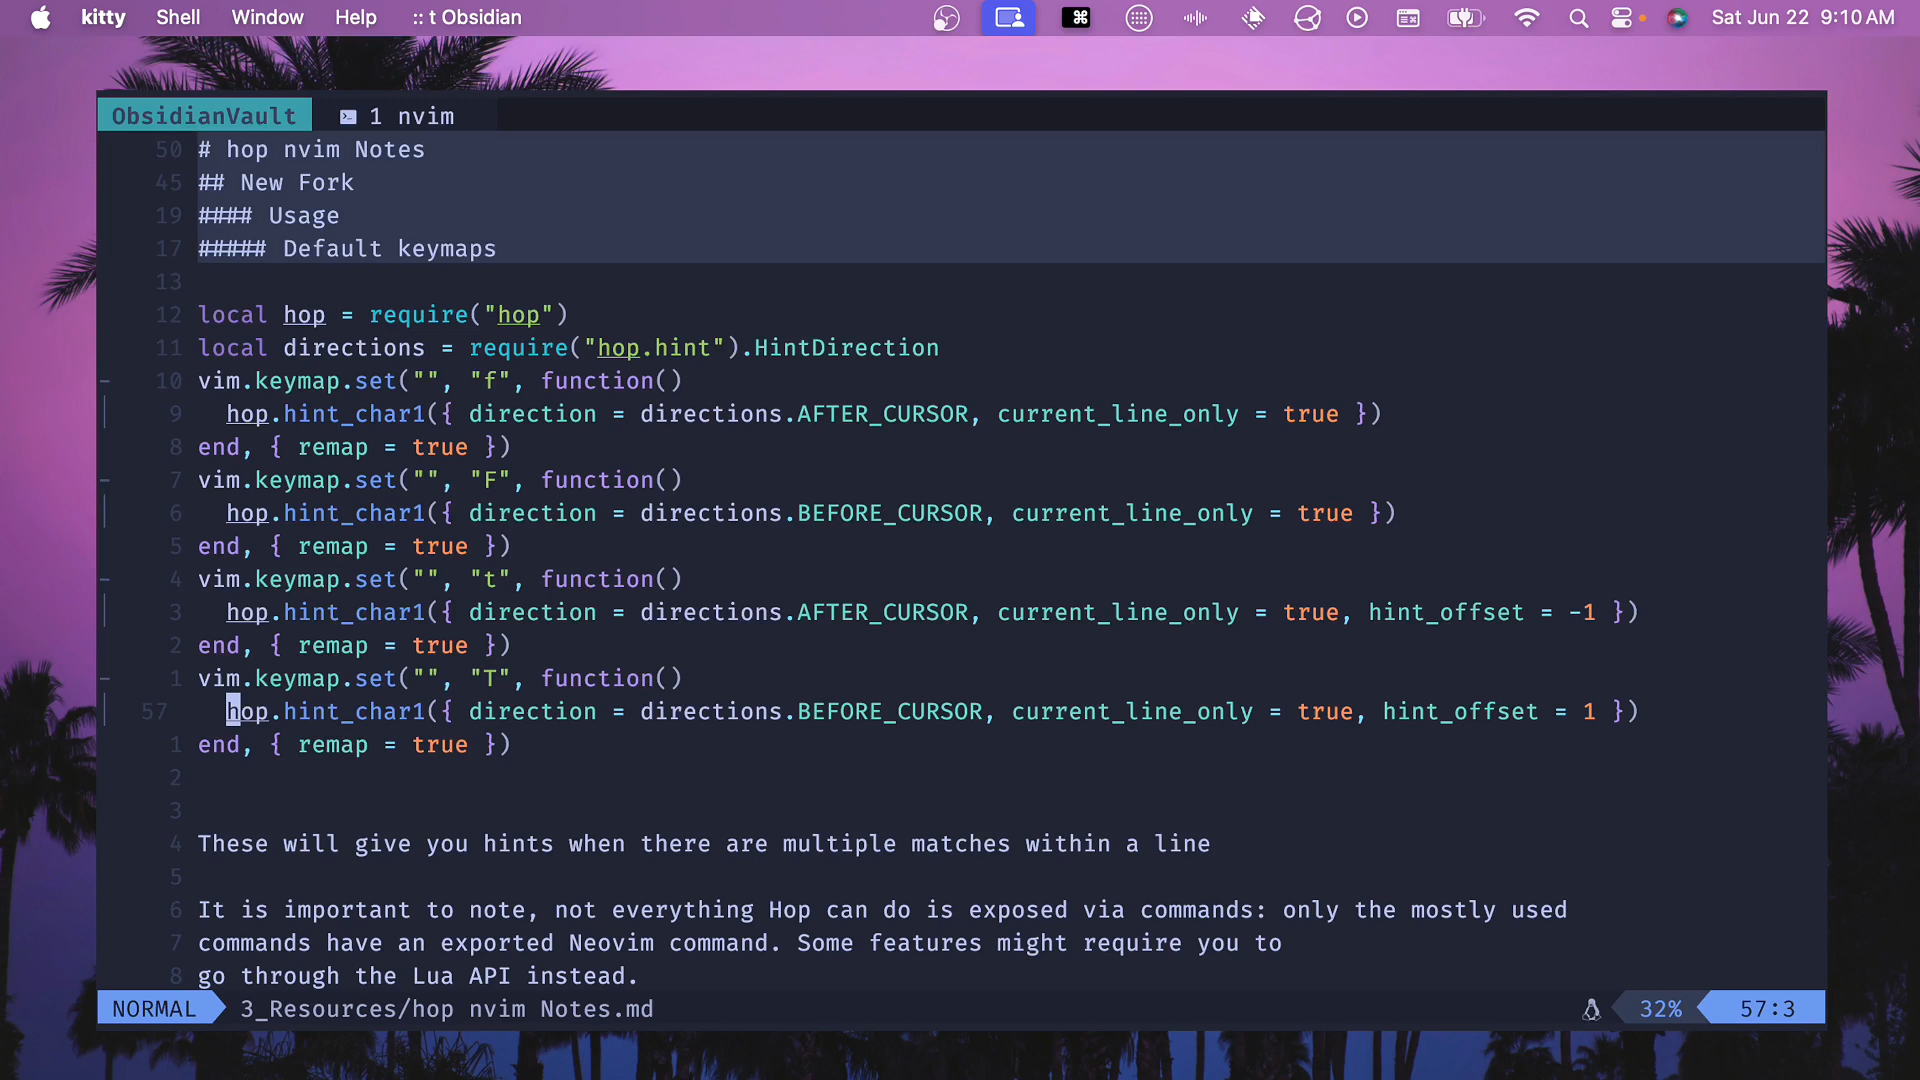 kitty Shell Window Help :: t Obsidian Sat Jun 22 9:10 AM
ObsidianVault 1 nvim
50 # hop nvim Notes
45 ## New Fork
19 #### Usage
17 ##### Default keymaps
13
12 local hop = require("hop")
11 local directions = require("hop.hint").HintDirection
10 vim.keymap.set("", "f", function()
9 hop.hint_char1({ direction = directions.AFTER_CURSOR, current_line_only = true })
8 end, { remap = true })
7 vim.keymap.set("", "F", function()
6 hop.hint_char1({ direction = directions.BEFORE_CURSOR, current_line_only = true })
5 end, { remap = true })
4 vim.keymap.set("", "t", function()
3 hop.hint_char1({ direction = directions.AFTER_CURSOR, current_line_only = true, hint_offset = -1 })
2 end, { remap = true })
1 vim.keymap.set("", "T", function()
57 hop.hint_char1({ direction = directions.BEFORE_CURSOR, current_line_only = true, hint_offset = 1 })
1 end, { remap = true })
2
3
4 These will give you hints when there are multiple matches within a line
5
6 It is important to note, not everything Hop can do is exposed via commands: only the mostly used
7 commands have an exported Neovim command. Some features might require you to
8 go through the Lua API instead.
NORMAL 3_Resources/hop nvim Notes.md 32% 57:3